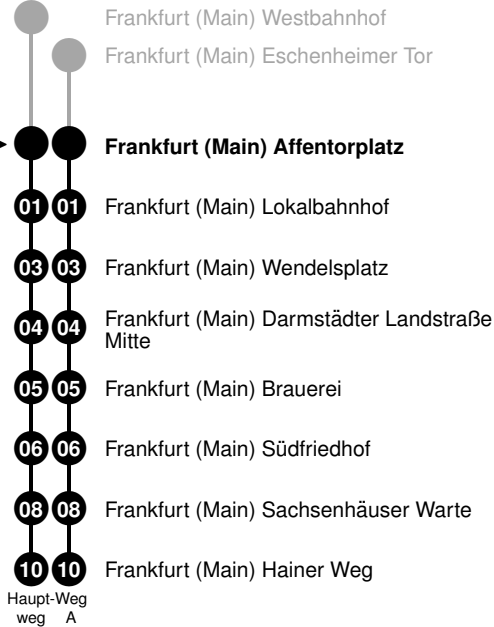 Frankfurt (Main) Westbahnhof
Frankfurt (Main) Eschenheimer Tor
Frankfurt (Main) Affentorplatz
01 01 Frankfurt (Main) Lokalbahnhof
03 03 Frankfurt (Main) Wendelsplatz
04 04 Frankfurt (Main) Darmstädter Landstraße
Mitte
05 05 Frankfurt (Main) Brauerei
06 06 Frankfurt (Main) Südfriedhof
08 08 Frankfurt (Main) Sachsenhäuser Warte
10 10 Frankfurt (Main) Hainer Weg
Haupt-Weg
weg A